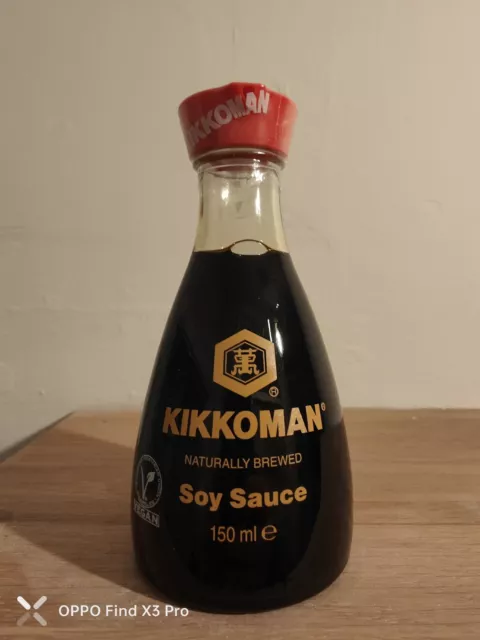 KIKKOMAN
萬
®
KIKKOMAN®
NATURALLY BREWED
Soy Sauce
150 ml ℮
VEGAN
OPPO Find X3 Pro